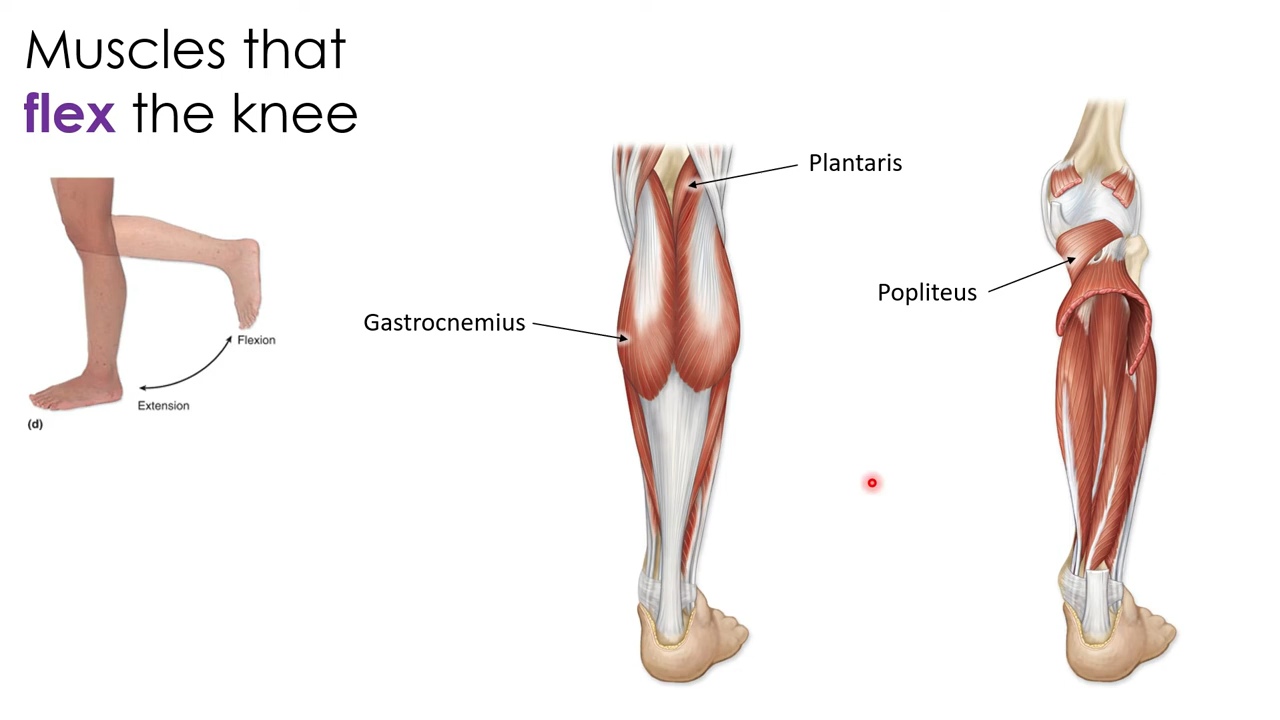 Muscles that
flex the knee
Plantaris
Popliteus
Gastrocnemius
Flexion
Extension
(d)